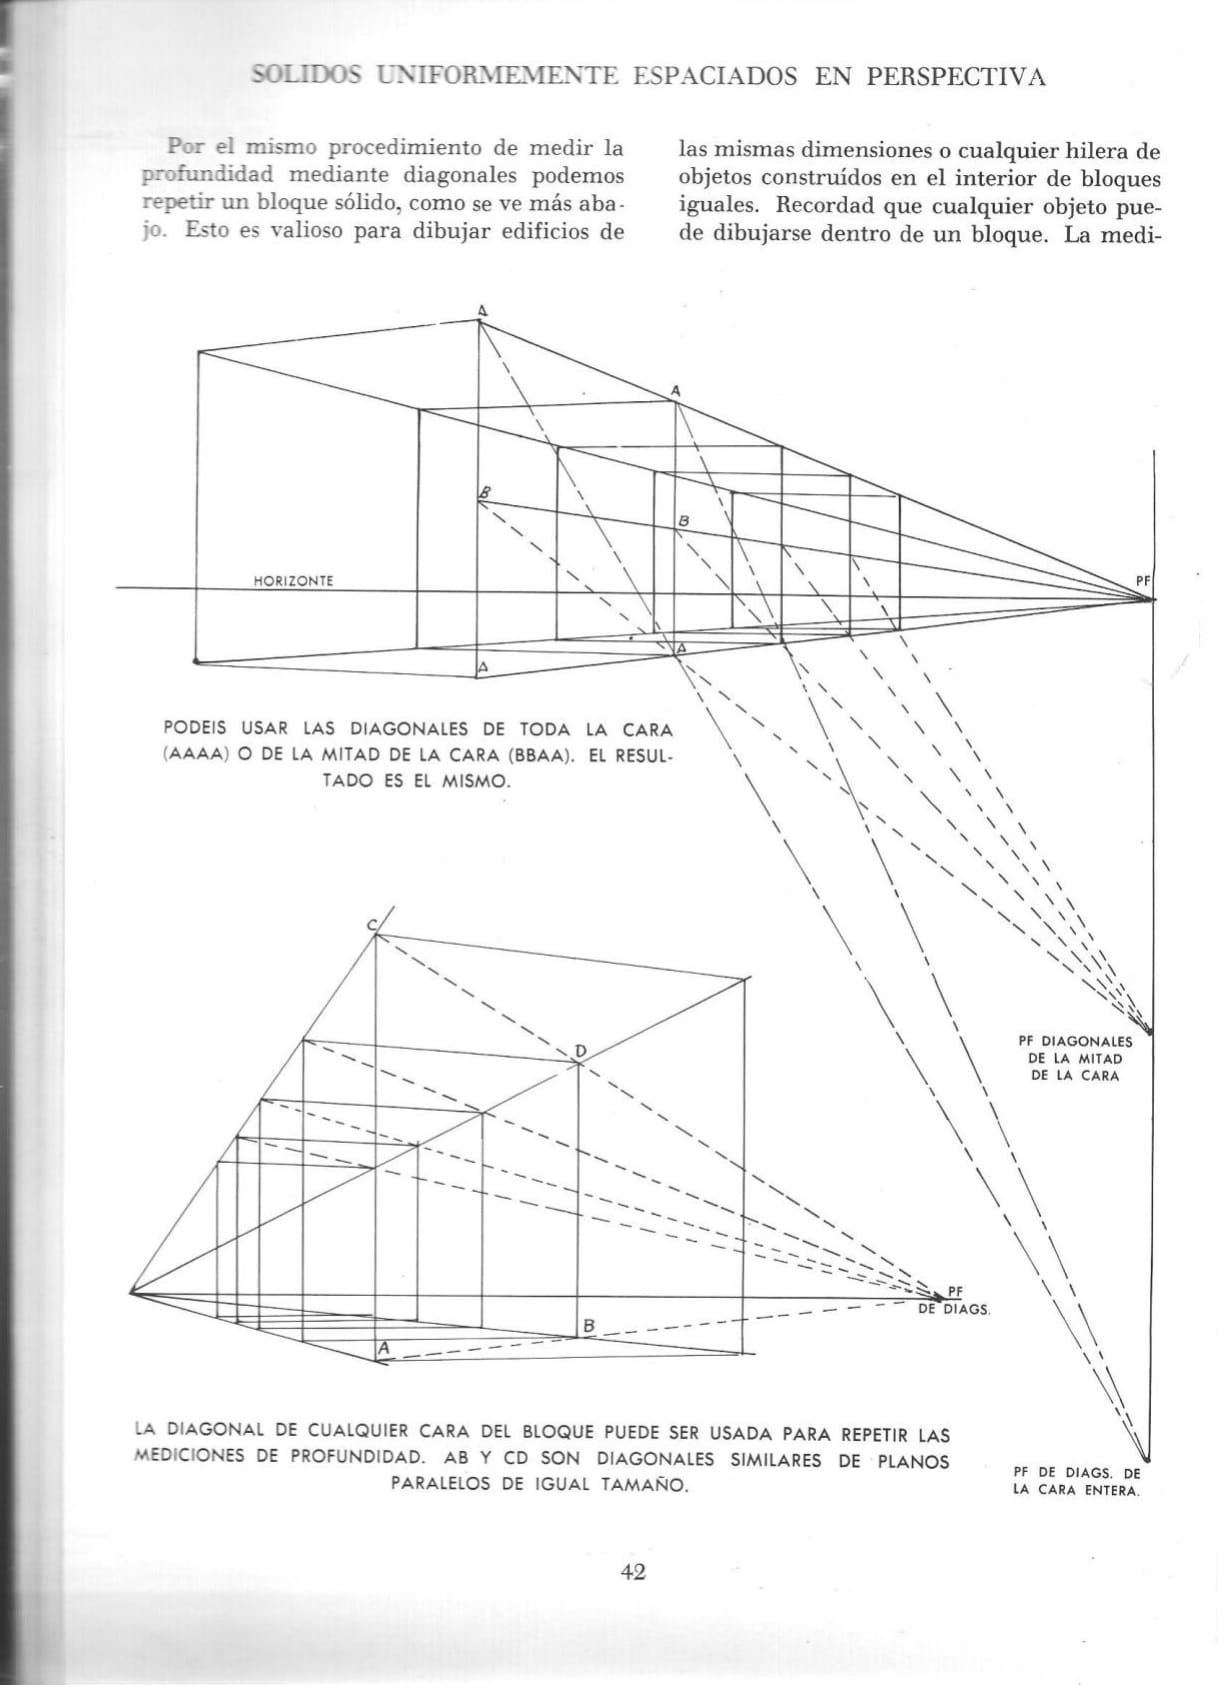 SOLIDOS UNIFORMEMENTE ESPACIADOS EN PERSPECTIVA
Por el mismo procedimiento de medir la
profundidad mediante diagonales podemos
repetir un bloque sólido, como se ve más aba-
jo. Esto es valioso para dibujar edificios de
las mismas dimensiones o cualquier hilera de
objetos construídos en el interior de bloques
iguales. Recordad que cualquier objeto pue-
de dibujarse dentro de un bloque. La medi-
A
A
B
B
HORIZONTE
PF
A
A
PODEIS USAR LAS DIAGONALES DE TODA LA CARA
(AAAA) O DE LA MITAD DE LA CARA (BBAA). EL RESUL-
TADO ES EL MISMO.
C
D
PF DIAGONALES
DE LA MITAD
DE LA CARA
PF
DE DIAGS.
B
A
LA DIAGONAL DE CUALQUIER CARA DEL BLOQUE PUEDE SER USADA PARA REPETIR LAS
MEDICIONES DE PROFUNDIDAD. AB Y CD SON DIAGONALES SIMILARES DE PLANOS
PARALELOS DE IGUAL TAMAÑO.
PF DE DIAGS. DE
LA CARA ENTERA.
42